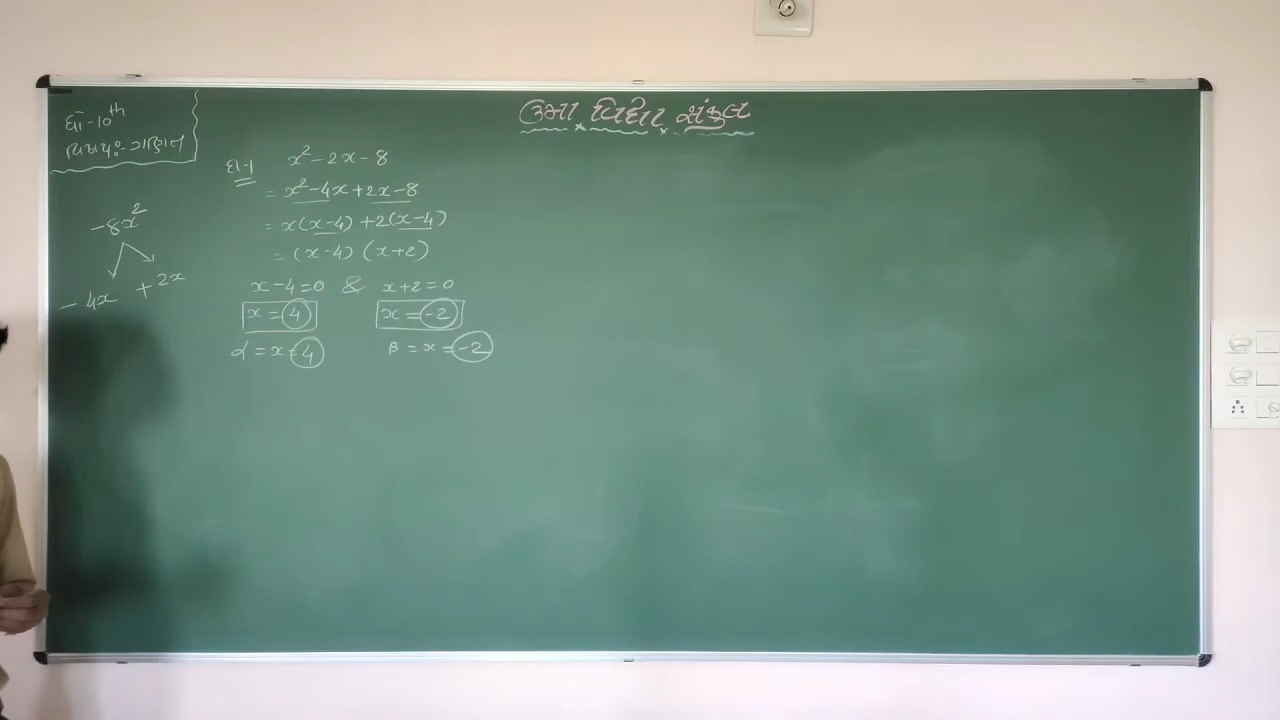 ઉમા વિદ્યા સંકુલ
ધો-10th
વિષય:-ગણિત
-8x²
-4x +2x
દા-1 x²-2x-8
= x²-4x+2x-8
= x(x-4)+2(x-4)
= (x-4)(x+2)
x-4=0 & x+2=0
x=4 x=-2
α=x=4 β=x=-2